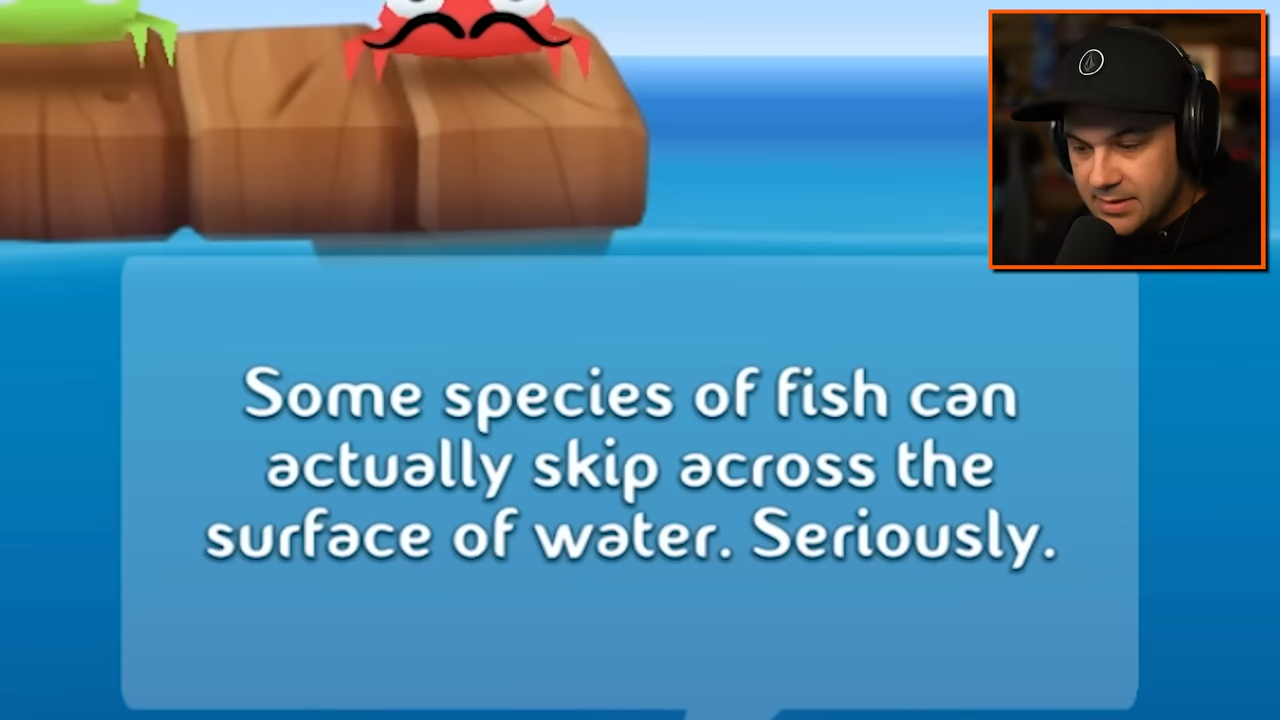 Some species of fish can
actually skip across the
surface of water. Seriously.